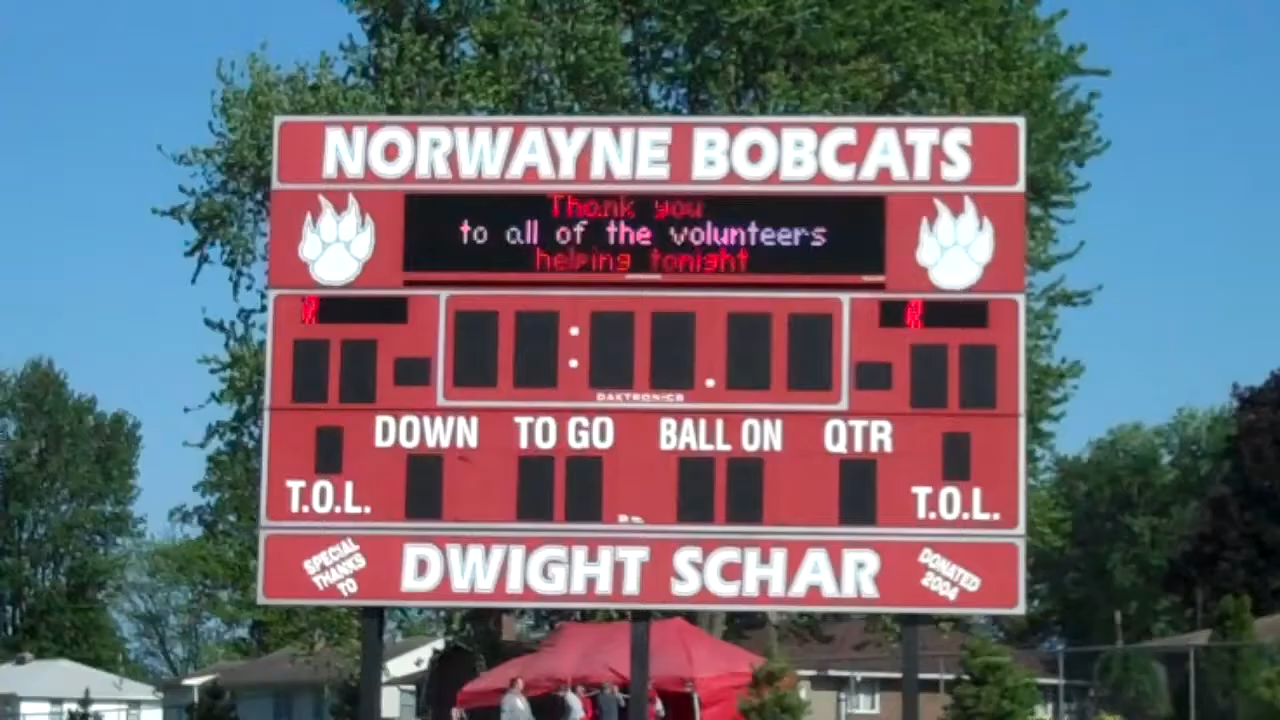 NORWAYNE BOBCATS
Thank you
to all of the volunteers
helping tonight
DAKTRONICS
DOWN TO GO BALL ON QTR
T.O.L. T.O.L.
SPECIAL THANKS TO
DWIGHT SCHAR
DONATED 2004